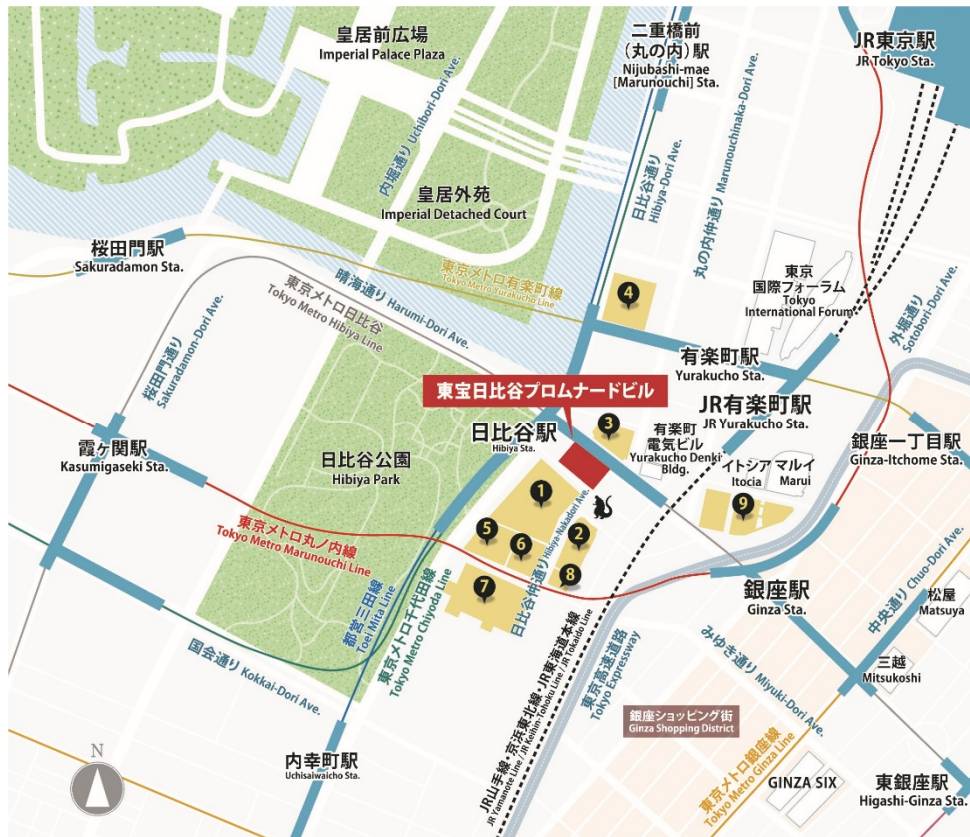 皇居前広場
Imperial Palace Plaza
二重橋前
（丸の内）駅
Nijubashi-mae
[Marunouchi] Sta.
JR東京駅
JR Tokyo Sta.
内堀通り Uchibori-Dori Ave.
日比谷通り
Hibiya-Dori Ave.
丸の内仲通り Marunouchinaka-Dori Ave.
皇居外苑
Imperial Detached Court
桜田門駅
Sakuradamon Sta.
東京メトロ有楽町線
Tokyo Metro Yurakucho Line
晴海通り Harumi-Dori Ave.
東京メトロ日比谷
Tokyo Metro Hibiya Line
桜田門通り
Sakuradamon-Dori Ave.
東京
国際フォーラム
Tokyo
International Forum
外堀通り
Sotobori-Dori Ave.
4
有楽町駅
Yurakucho Sta.
東宝日比谷プロムナードビル
JR有楽町駅
JR Yurakucho Sta.
3
日比谷駅
Hibiya Sta.
有楽町
電気ビル
Yurakucho Denki
Bldg.
銀座一丁目駅
Ginza-Itchome Sta.
霞ヶ関駅
Kasumigaseki Sta.
日比谷公園
Hibiya Park
イトシア
Itocia
マルイ
Marui
1
9
5
6
2
8
7
日比谷仲通り Hibiya-Nakadori Ave.
東京メトロ丸ノ内線
Tokyo Metro Marunouchi Line
銀座駅
Ginza Sta.
中央通り Chuo-Dori Ave.
松屋
Matsuya
都営三田線
Toei Mita Line
東京メトロ千代田線
Tokyo Metro Chiyoda Line
国会通り Kokkai-Dori Ave.
JR山手線・京浜東北線・JR東海道本線
JR Yamanote Line / JR Keihin-Tohoku Line / JR Tokaido Line
東京高速道路
Tokyo Expressway
みゆき通り Miyuki-Dori Ave.
三越
Mitsukoshi
銀座ショッピング街
Ginza Shopping District
内幸町駅
Uchisaiwaicho Sta.
東京メトロ銀座線
Tokyo Metro Ginza Line
GINZA SIX
東銀座駅
Higashi-Ginza Sta.
N